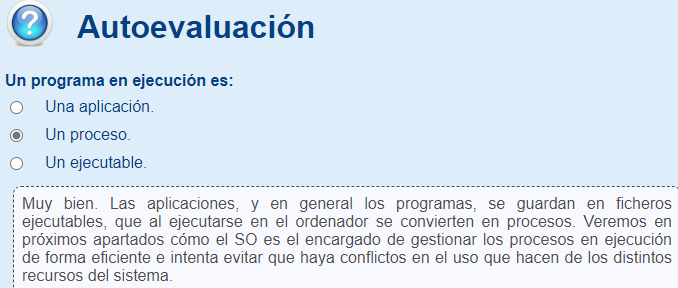 Autoevaluación
Un programa en ejecución es:
Una aplicación.
Un proceso.
Un ejecutable.
Muy bien. Las aplicaciones, y en general los programas, se guardan en ficheros
ejecutables, que al ejecutarse en el ordenador se convierten en procesos. Veremos en
próximos apartados cómo el SO es el encargado de gestionar los procesos en ejecución
de forma eficiente e intenta evitar que haya conflictos en el uso que hacen de los distintos
recursos del sistema.